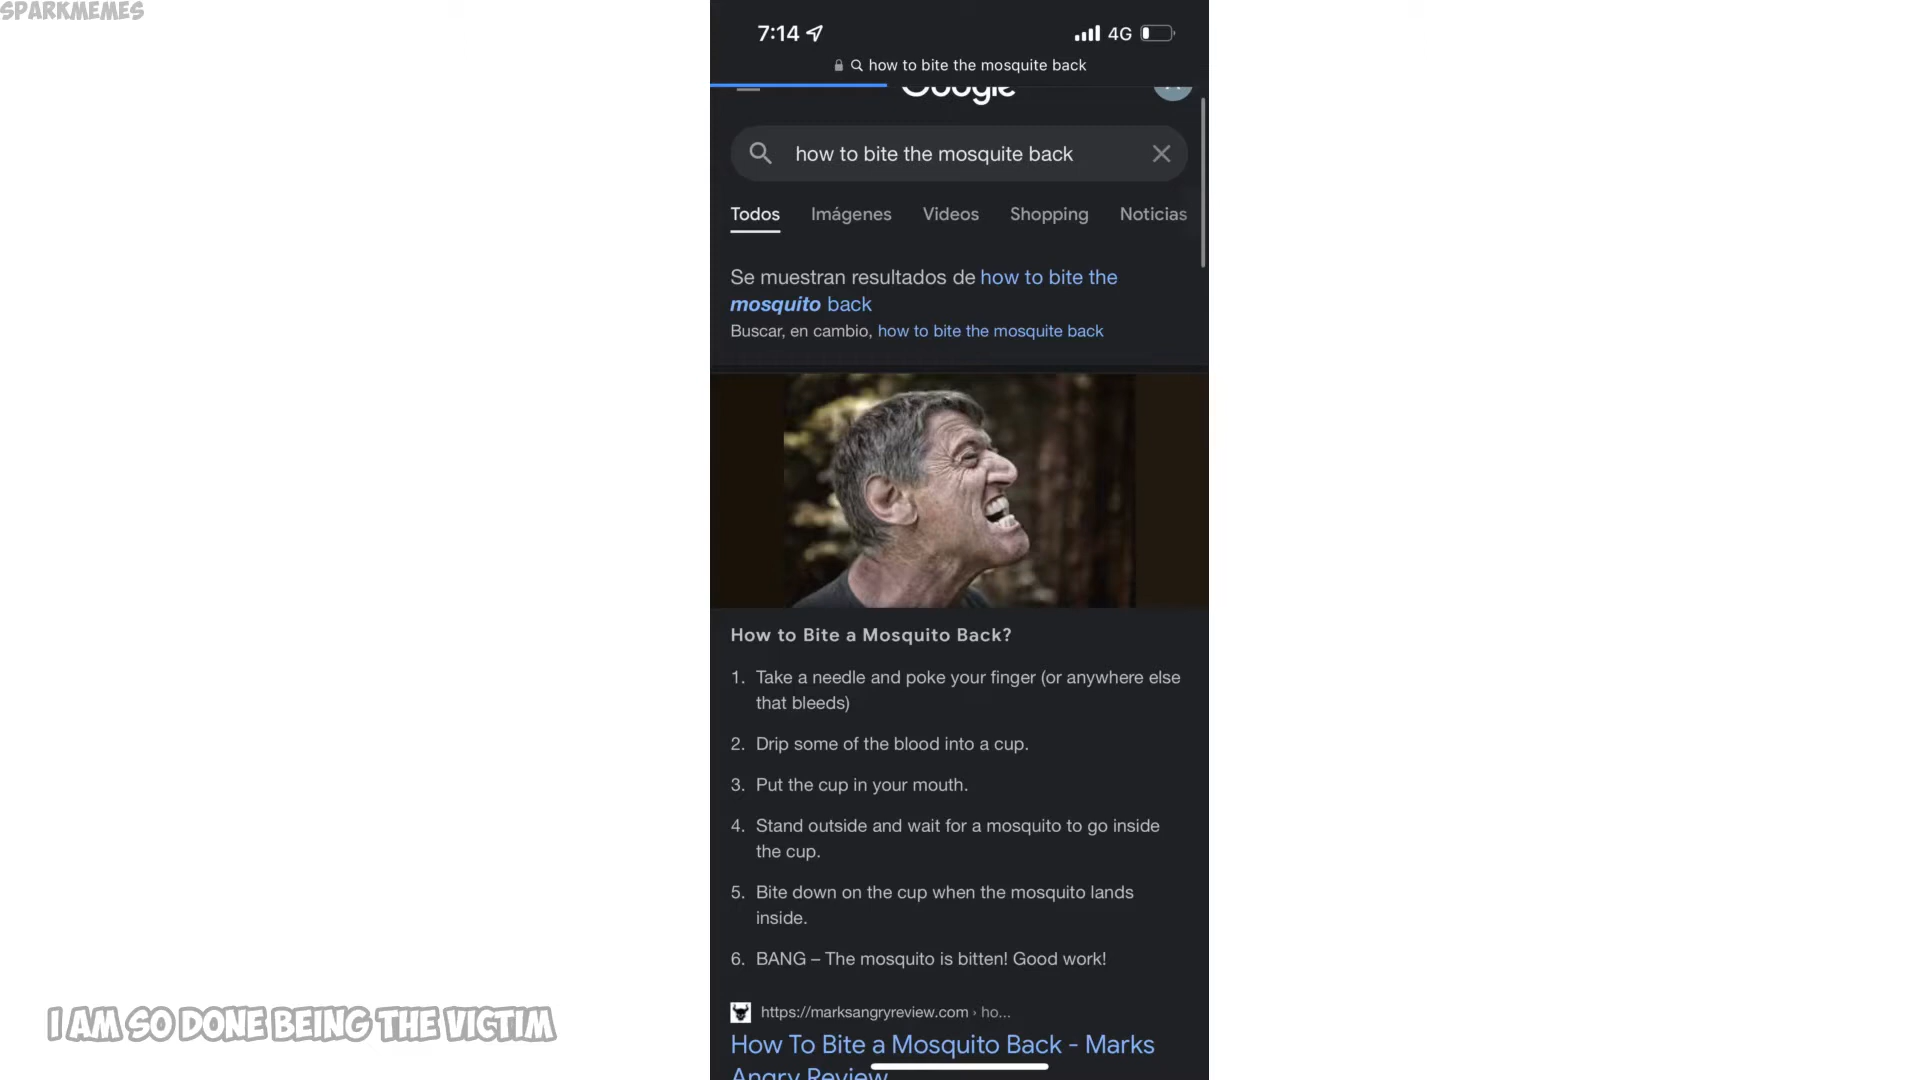 SPARKMEMES
7:14
4G
how to bite the mosquite back
Google
how to bite the mosquite back
Todos Imágenes Videos Shopping Noticias
Se muestran resultados de how to bite the
mosquito back
Buscar, en cambio, how to bite the mosquite back
How to Bite a Mosquito Back?
1. Take a needle and poke your finger (or anywhere else
that bleeds)
2. Drip some of the blood into a cup.
3. Put the cup in your mouth.
4. Stand outside and wait for a mosquito to go inside
the cup.
5. Bite down on the cup when the mosquito lands
inside.
6. BANG – The mosquito is bitten! Good work!
https://marksangryreview.com › ho...
How To Bite a Mosquito Back - Marks
Angry Review
I AM SO DONE BEING THE VICTIM